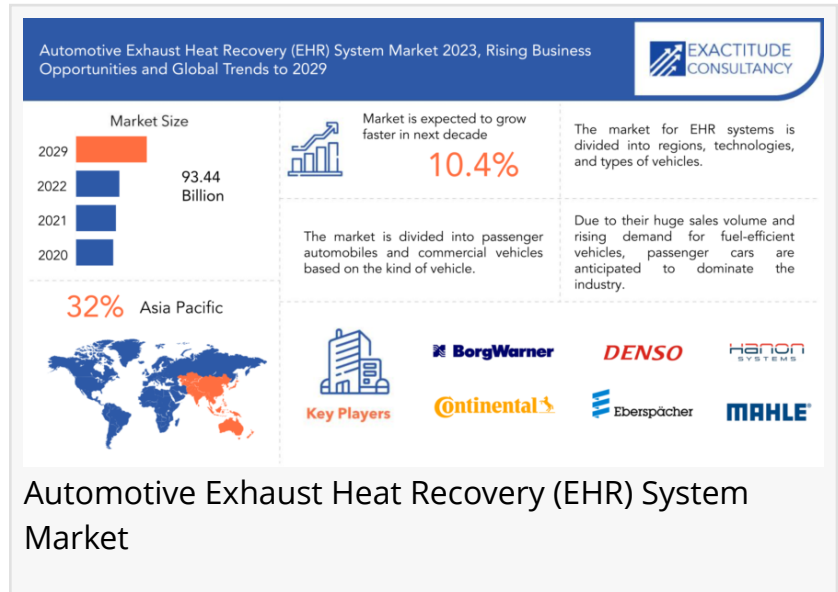 Automotive Exhaust Heat Recovery (EHR) System Market 2023, Rising Business
Opportunities and Global Trends to 2029
EXACTITUDE
CONSULTANCY
Market Size
2029
2022
2021
2020
93.44
Billion
Market is expected to grow
faster in next decade
10.4%
The market for EHR systems is
divided into regions, technologies,
and types of vehicles.
The market is divided into passenger
automobiles and commercial vehicles
based on the kind of vehicle.
Due to their huge sales volume and
rising demand for fuel-efficient
vehicles, passenger cars are
anticipated to dominate the
industry.
32% Asia Pacific
Key Players
BorgWarner
DENSO
Hanon
SYSTEMS
Continental
Eberspächer
MAHLE
Automotive Exhaust Heat Recovery (EHR) System
Market